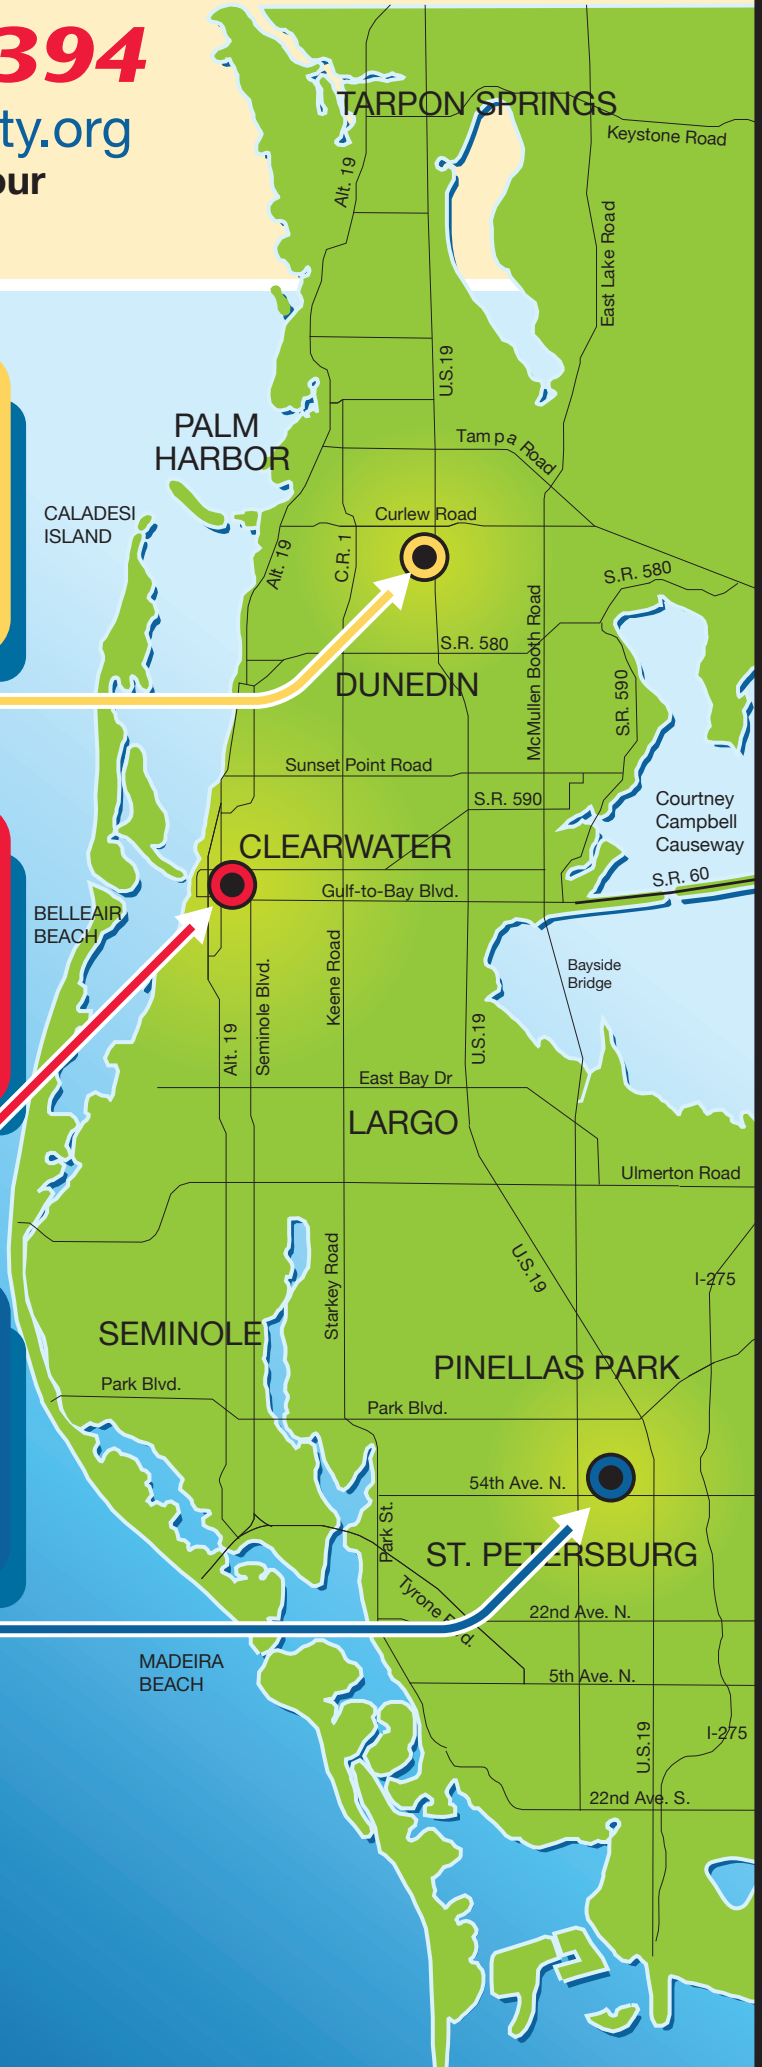 394
ty.org
our
TARPON SPRINGS
Keystone Road
Alt. 19
East Lake Road
U.S.19
PALM
HARBOR
Tampa Road
CALADESI
ISLAND
Curlew Road
Alt. 19
C.R. 1
S.R. 580
McMullen Booth Road
S.R. 580
DUNEDIN
S.R. 590
Sunset Point Road
S.R. 590
Courtney
Campbell
Causeway
CLEARWATER
S.R. 60
Gulf-to-Bay Blvd.
BELLEAIR
BEACH
Keene Road
Seminole Blvd.
Bayside
Bridge
Alt. 19
U.S.19
East Bay Dr
LARGO
Ulmerton Road
Starkey Road
U.S.19
I-275
SEMINOLE
PINELLAS PARK
Park Blvd.
Park Blvd.
54th Ave. N.
Park St.
ST. PETERSBURG
Tyrone Blvd.
22nd Ave. N.
MADEIRA
BEACH
5th Ave. N.
U.S.19
I-275
22nd Ave. S.